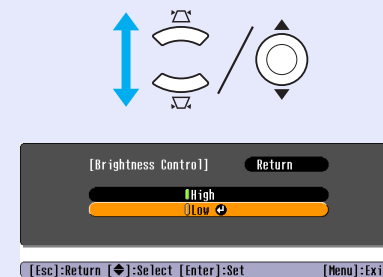 [Brightness Control] Return
High
Low
[Esc]:Return [◆]:Select [Enter]:Set [Menu]:Exi